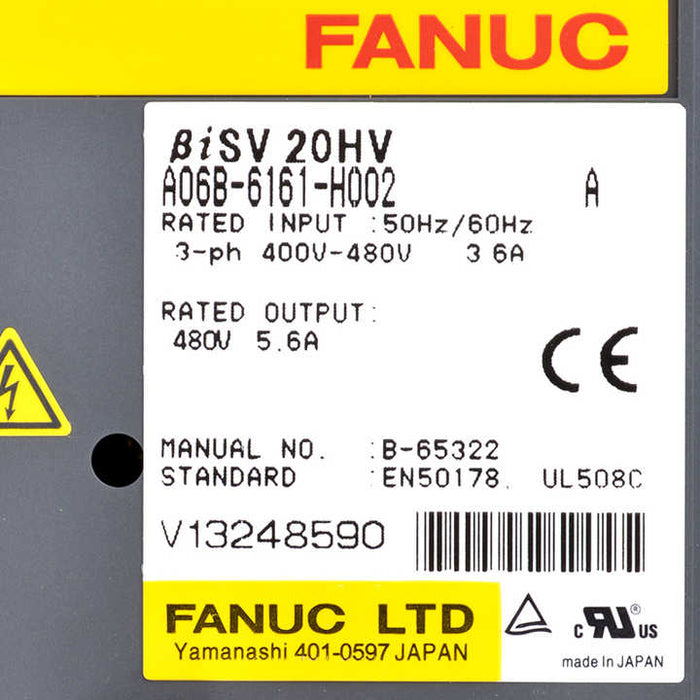 FANUC
βiSV 20HV
A06B-6161-H002 A
RATED INPUT :50Hz/60Hz
3-ph 400V-480V 3 6A
RATED OUTPUT:
480V 5.6A
CE
MANUAL NO. :B-65322
STANDARD :EN50178. UL508C
V13248590
FANUC LTD
Yamanashi 401-0597 JAPAN
c RU ® US
made In JAPAN